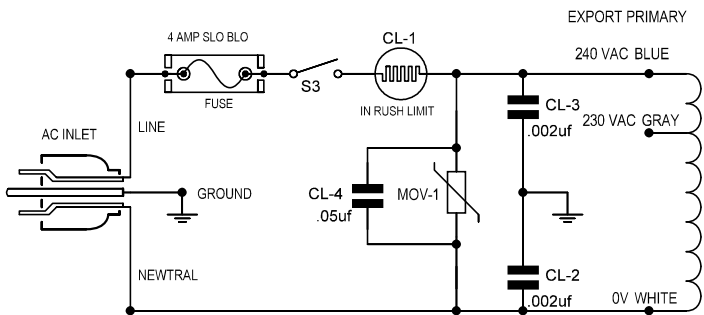 EXPORT PRIMARY
4 AMP SLO BLO
CL-1
240 VAC BLUE
FUSE
S3
IN RUSH LIMIT
CL-3
.002uf
230 VAC GRAY
AC INLET
LINE
GROUND
CL-4
.05uf
MOV-1
NEWTRAL
CL-2
.002uf
0V WHITE